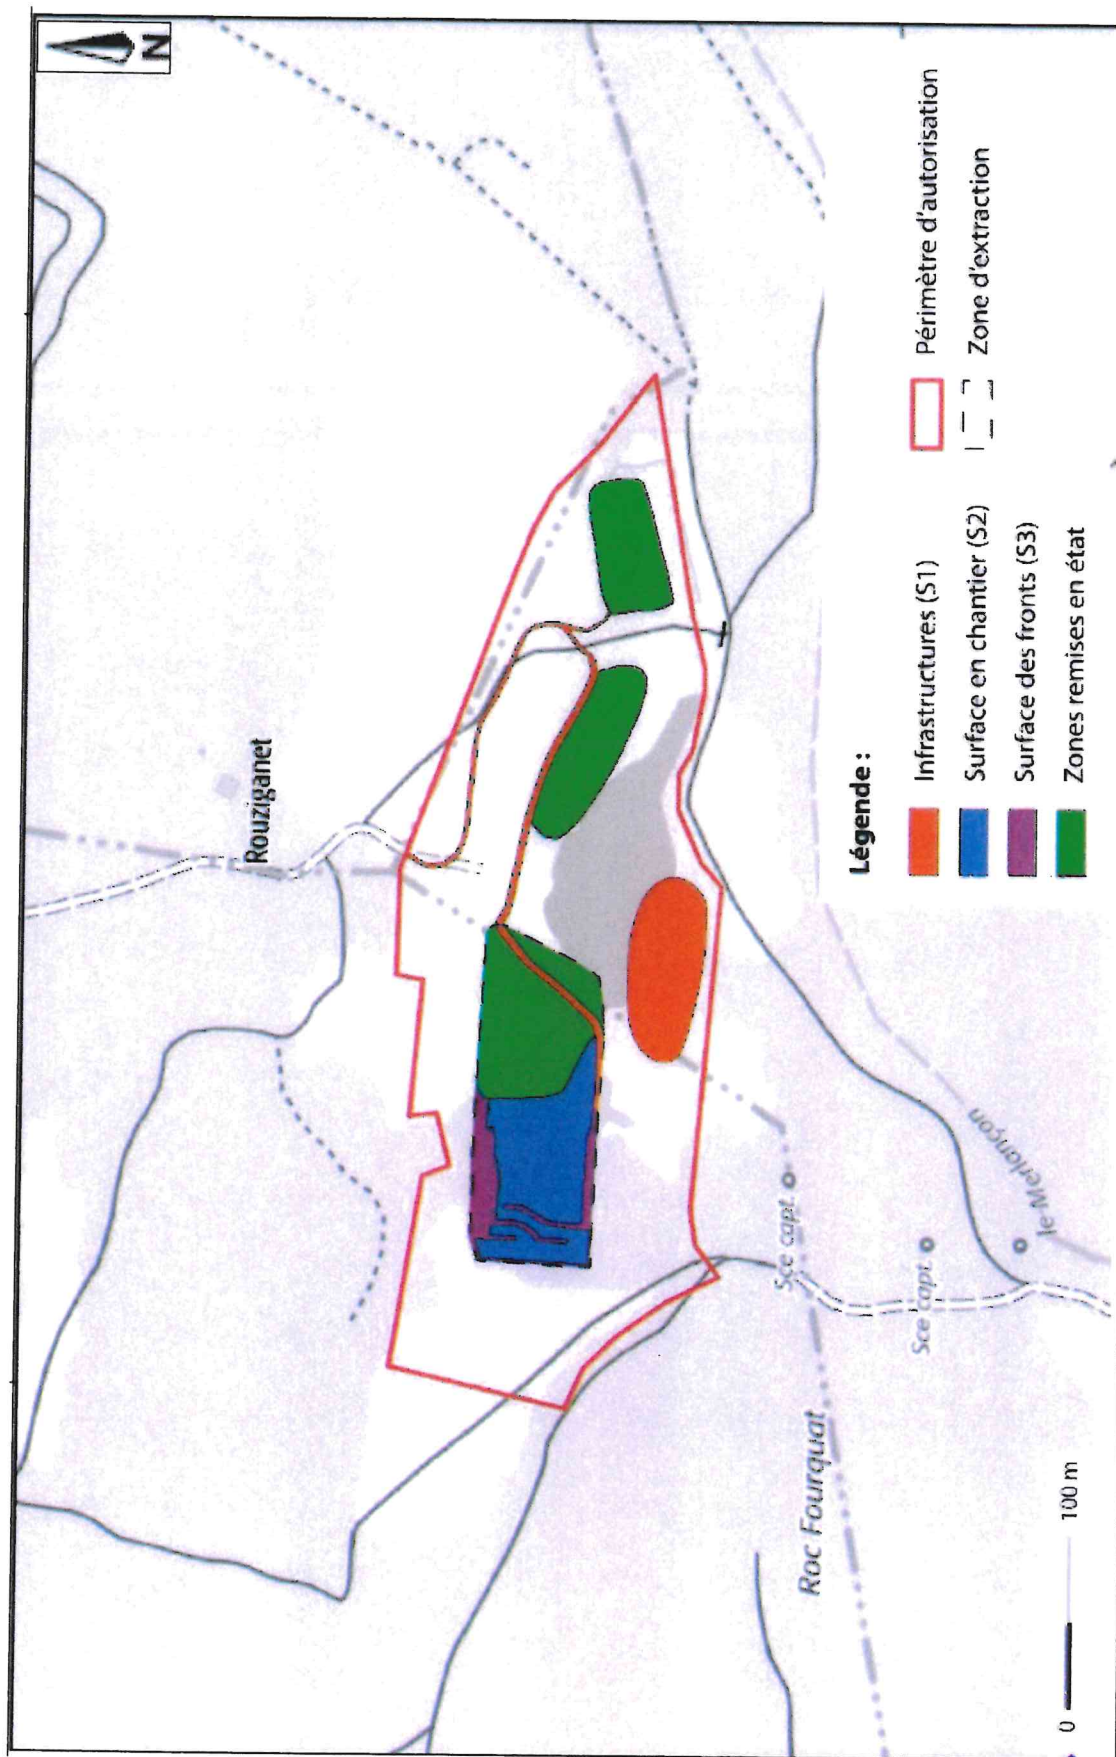 N
Rouziganet
Sce capt.
Sce capt.
le Merlançon
Roc Fourquat
0 100 m
Légende :
Infrastructures (S1)
Surface en chantier (S2)
Surface des fronts (S3)
Zones remises en état
Périmètre d'autorisation
Zone d'extraction